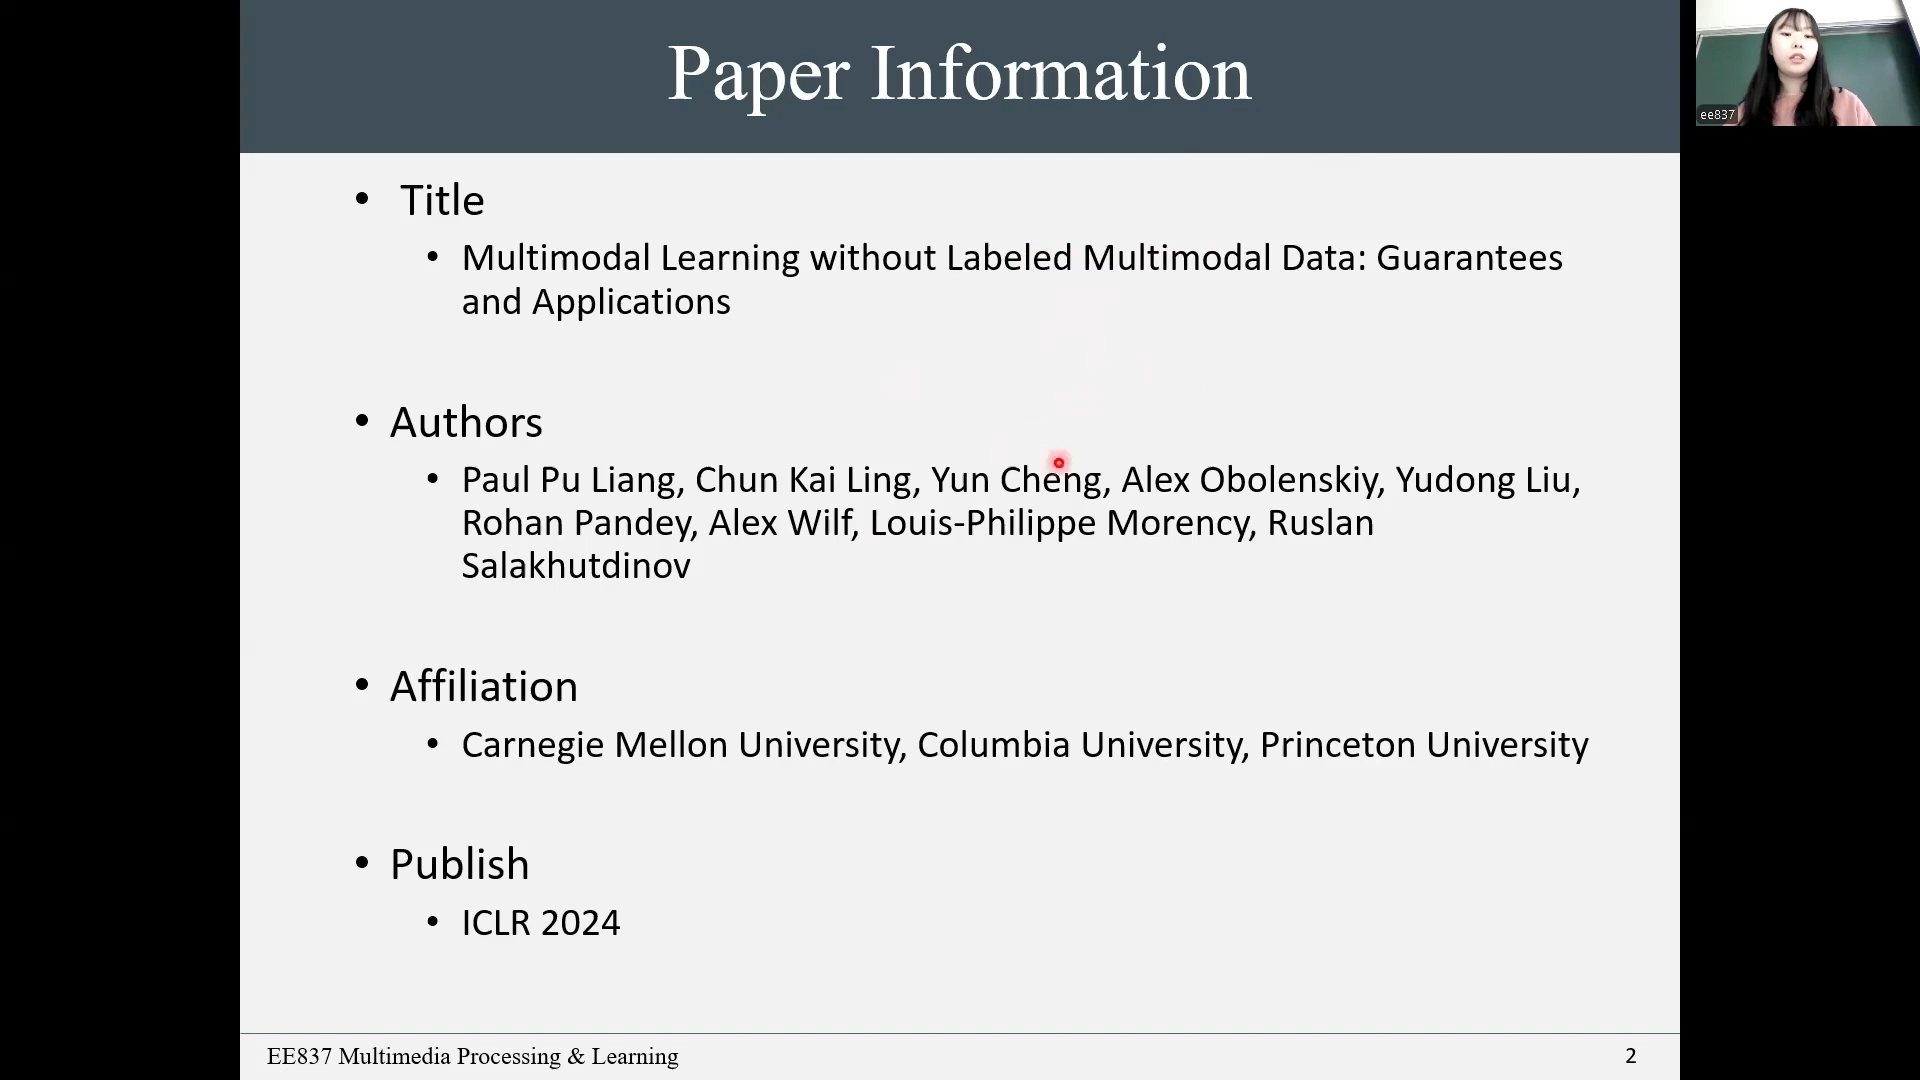 Paper Information
ee837
• Title
• Multimodal Learning without Labeled Multimodal Data: Guarantees
and Applications
• Authors
• Paul Pu Liang, Chun Kai Ling, Yun Cheng, Alex Obolenskiy, Yudong Liu,
Rohan Pandey, Alex Wilf, Louis-Philippe Morency, Ruslan
Salakhutdinov
• Affiliation
• Carnegie Mellon University, Columbia University, Princeton University
• Publish
• ICLR 2024
EE837 Multimedia Processing & Learning
2